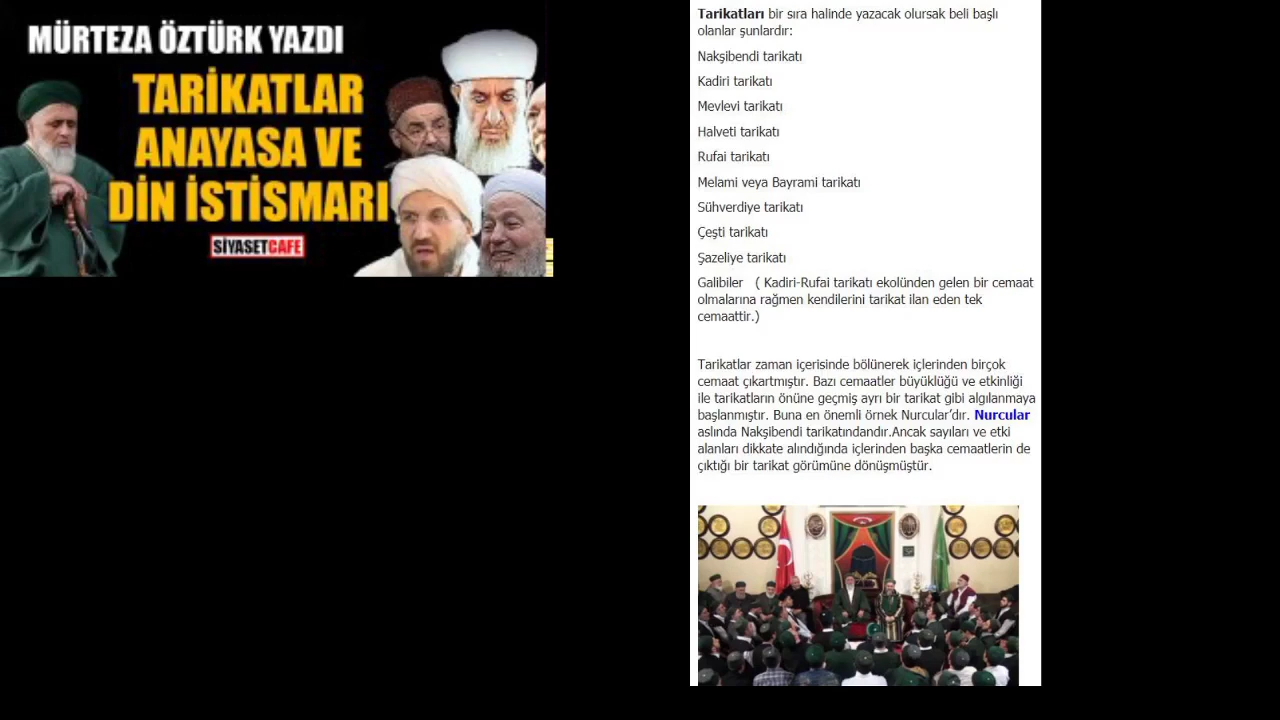 MÜRTEZA ÖZTÜRK YAZDI
TARİKATLAR
ANAYASA VE
DİN İSTİSMARI
SİYASETCAFE
Tarikatları bir sıra halinde yazacak olursak beli başlı
olanlar şunlardır:
Nakşibendi tarikatı
Kadiri tarikatı
Mevlevi tarikatı
Halveti tarikatı
Rufai tarikatı
Melami veya Bayrami tarikatı
Sühverdiye tarikatı
Çeşti tarikatı
Şazeliye tarikatı
Galibiler ( Kadiri-Rufai tarikatı ekolünden gelen bir cemaat
olmalarına rağmen kendilerini tarikat ilan eden tek
cemaattir.)
Tarikatlar zaman içerisinde bölünerek içlerinden birçok
cemaat çıkartmıştır. Bazı cemaatler büyüklüğü ve etkinliği
ile tarikatların önüne geçmiş ayrı bir tarikat gibi algılanmaya
başlanmıştır. Buna en önemli örnek Nurcular’dır. Nurcular
aslında Nakşibendi tarikatındandır.Ancak sayıları ve etki
alanları dikkate alındığında içlerinden başka cemaatlerin de
çıktığı bir tarikat görümüne dönüşmüştür.